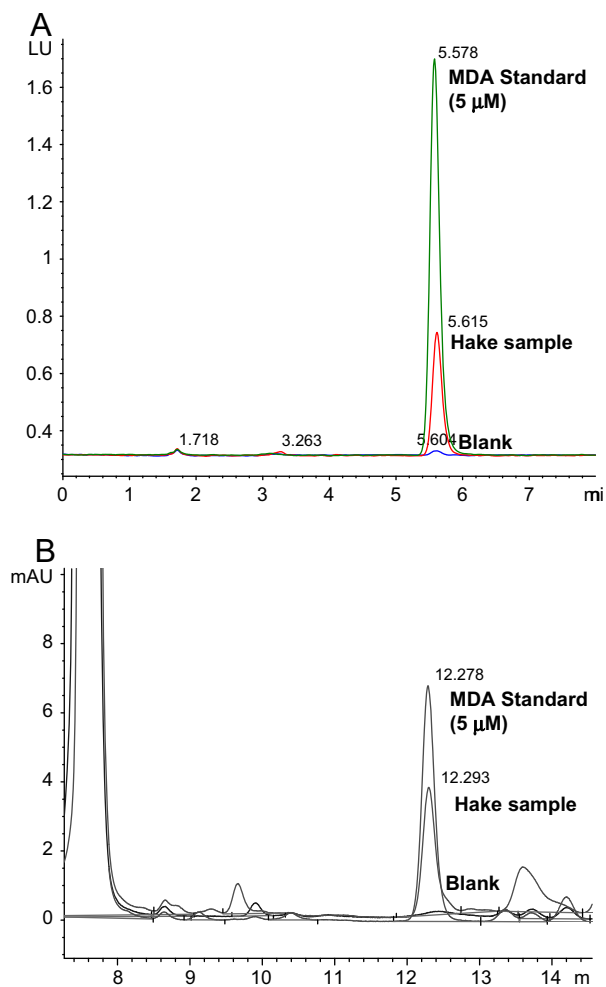 A
LU
1.6
1.4
1.2
1
0.8
0.6
0.4
5.578
MDA Standard
(5 μM)
5.615
Hake sample
1.718
3.263
5.604
Blank
0 1 2 3 4 5 6 7 mi
B
mAU
8
6
4
2
0
12.278
MDA Standard
(5 μM)
12.293
Hake sample
Blank
8 9 10 11 12 13 14 m